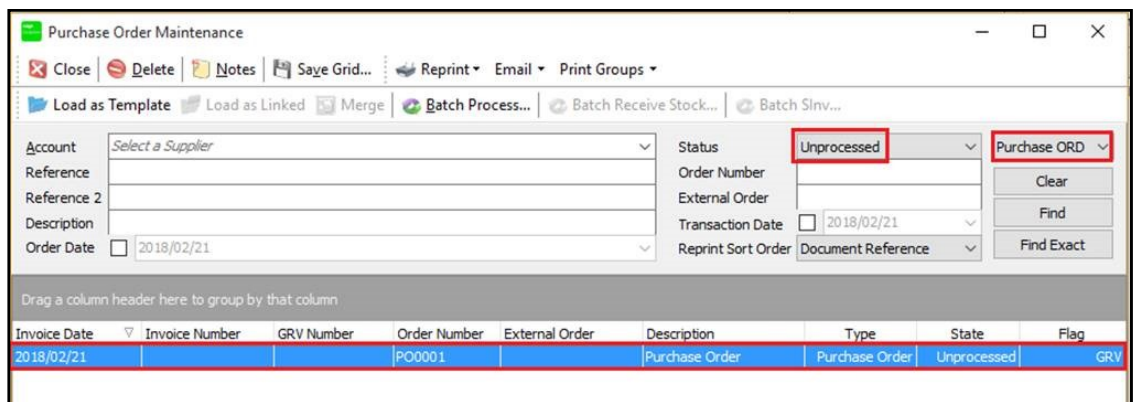 Purchase Order Maintenance
Close Delete Notes Save Grid... Reprint Email Print Groups
Load as Template Load as Linked Merge Batch Process... Batch Receive Stock... Batch SInv...
Account Select a Supplier Status Unprocessed Purchase ORD
Reference Order Number Clear
Reference 2 External Order
Description Transaction Date 2018/02/21 Find
Order Date 2018/02/21 Reprint Sort Order Document Reference Find Exact
Drag a column header here to group by that column
Invoice Date Invoice Number GRV Number Order Number External Order Description Type State Flag
2018/02/21 PO0001 Purchase Order Purchase Order Unprocessed GRV